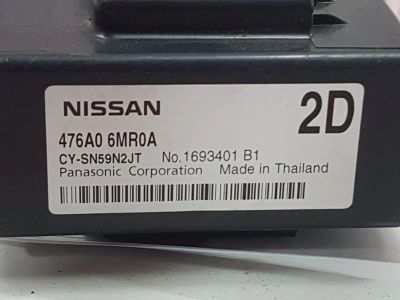 NISSAN 2D
476A0 6MR0A
CY-SN59N2JT No.1693401 B1
Panasonic Corporation Made in Thailand